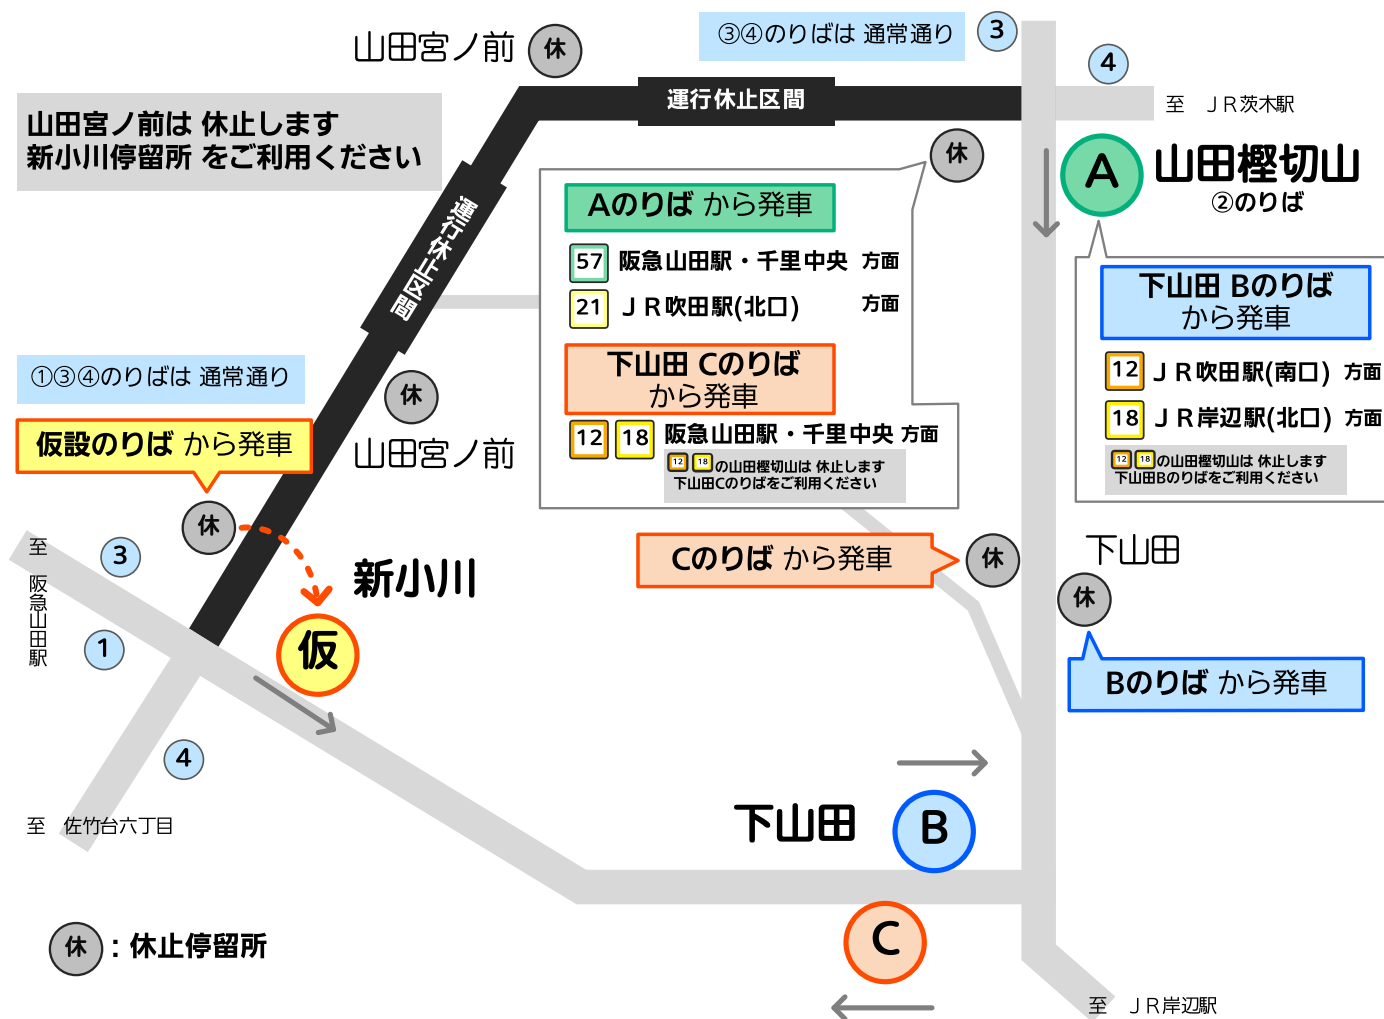 山田宮ノ前
休
③④のりばは 通常通り
3
4
至　ＪＲ茨木駅
運行休止区間
山田宮ノ前は 休止します
新小川停留所 をご利用ください
休
A
山田樫切山
②のりば
運行休止区間
Aのりば から発車
57 阪急山田駅・千里中央 方面
21 ＪＲ吹田駅(北口) 方面
下山田 Cのりば
から発車
12 18 阪急山田駅・千里中央 方面
12 18 の山田樫切山は 休止します
下山田Cのりばをご利用ください
下山田 Bのりば
から発車
12 ＪＲ吹田駅(南口) 方面
18 ＪＲ岸辺駅(北口) 方面
12 18 の山田樫切山は 休止します
下山田Bのりばをご利用ください
①③④のりばは 通常通り
仮設のりば から発車
休
山田宮ノ前
休
至　阪急山田駅
3
1
4
新小川
仮
至　佐竹台六丁目
Cのりば から発車
休
下山田
休
Bのりば から発車
下山田
B
C
休 : 休止停留所
至　ＪＲ岸辺駅